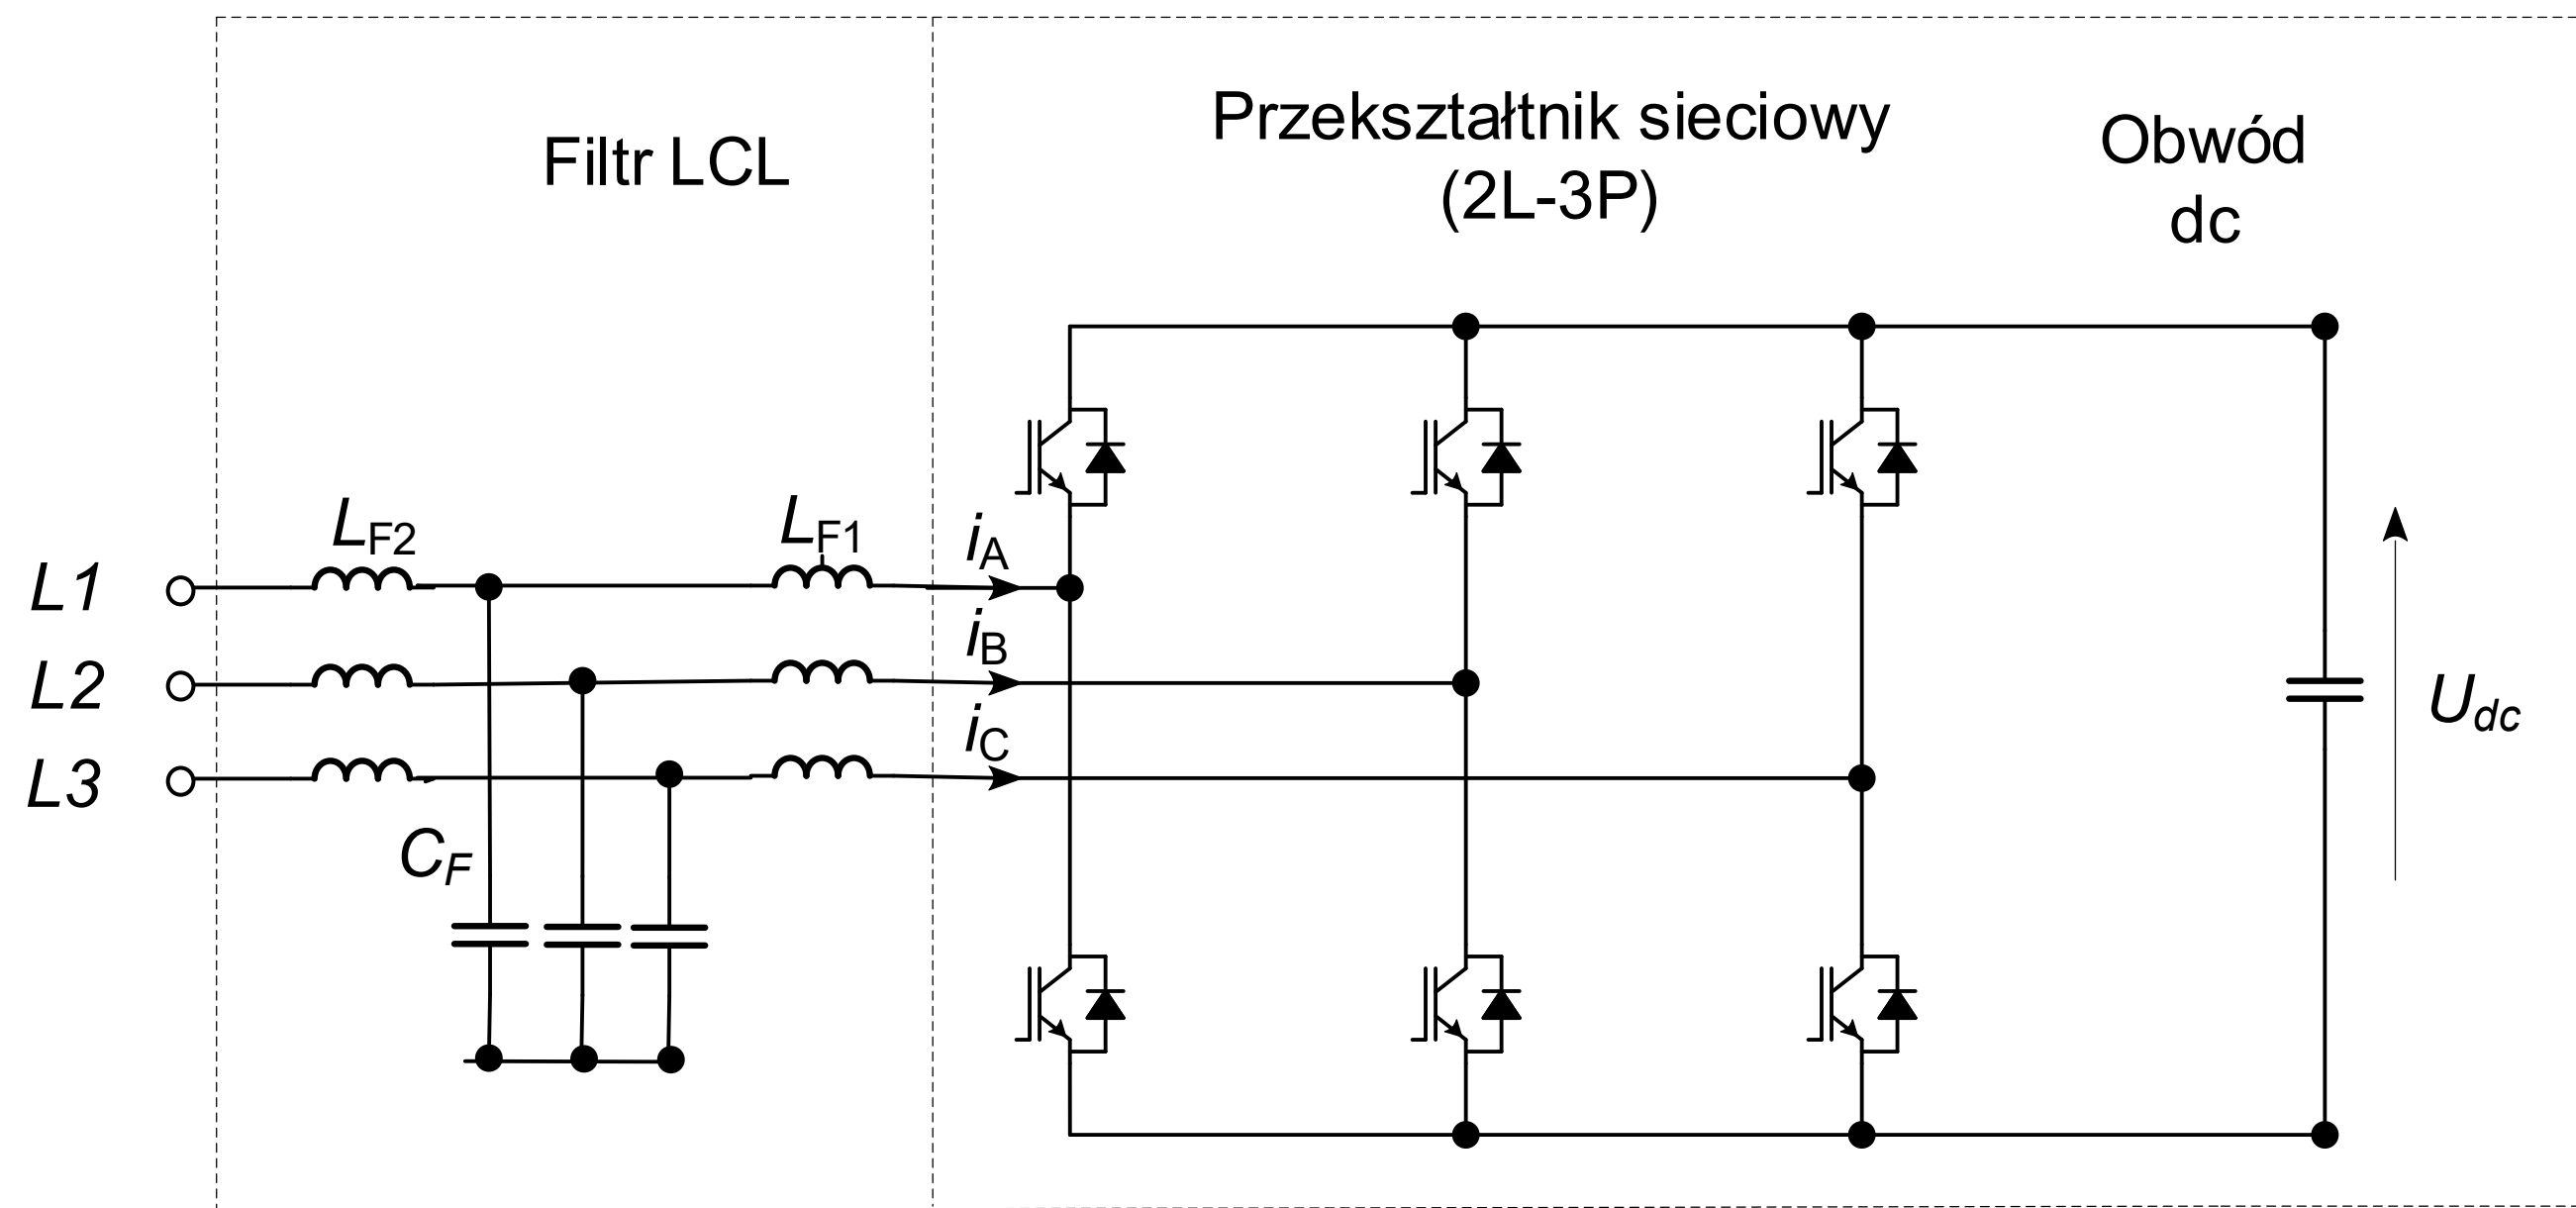 Filtr LCL
Przekształtnik sieciowy
(2L-3P)
Obwód
dc
LF2
LF1
iA
L1
iB
L2
iC
L3
Udc
CF